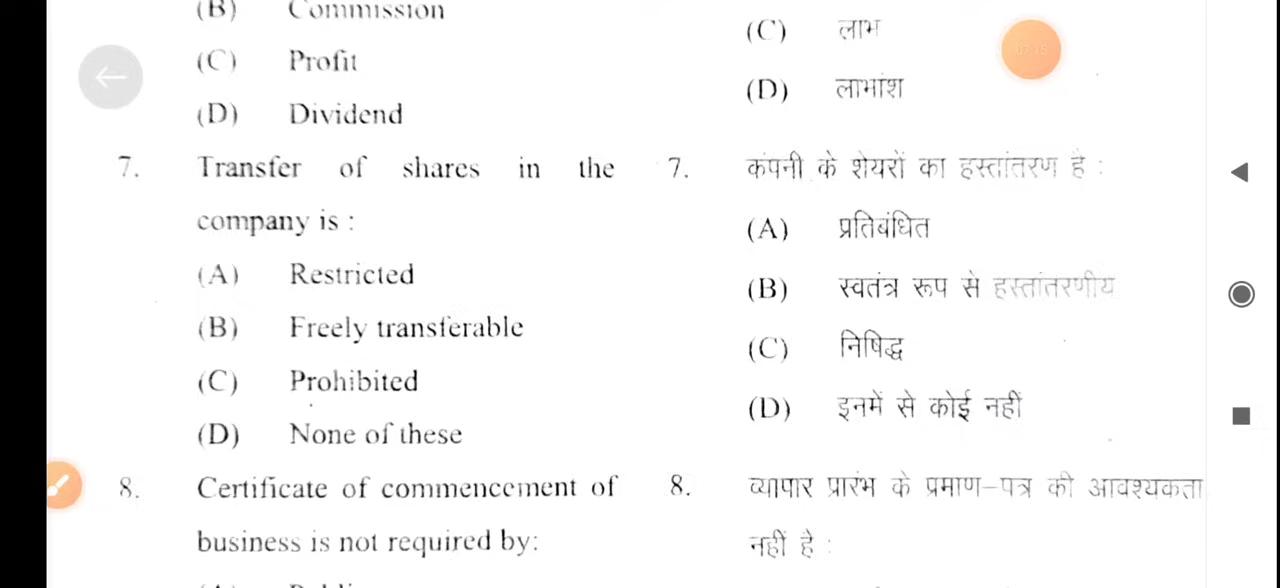 (B) Commission
(C) Profit
(D) Dividend
7. Transfer of shares in the
company is :
(A) Restricted
(B) Freely transferable
(C) Prohibited
(D) None of these
8. Certificate of commencement of
business is not required by:
(C) लाभ
(D) लाभांश
7. कंपनी के शेयरों का हस्तांतरण है :
(A) प्रतिबंधित
(B) स्वतंत्र रूप से हस्तांतरणीय
(C) निषिद्ध
(D) इनमें से कोई नहीं
8. व्यापार प्रारंभ के प्रमाण-पत्र की आवश्यकता
नहीं है :